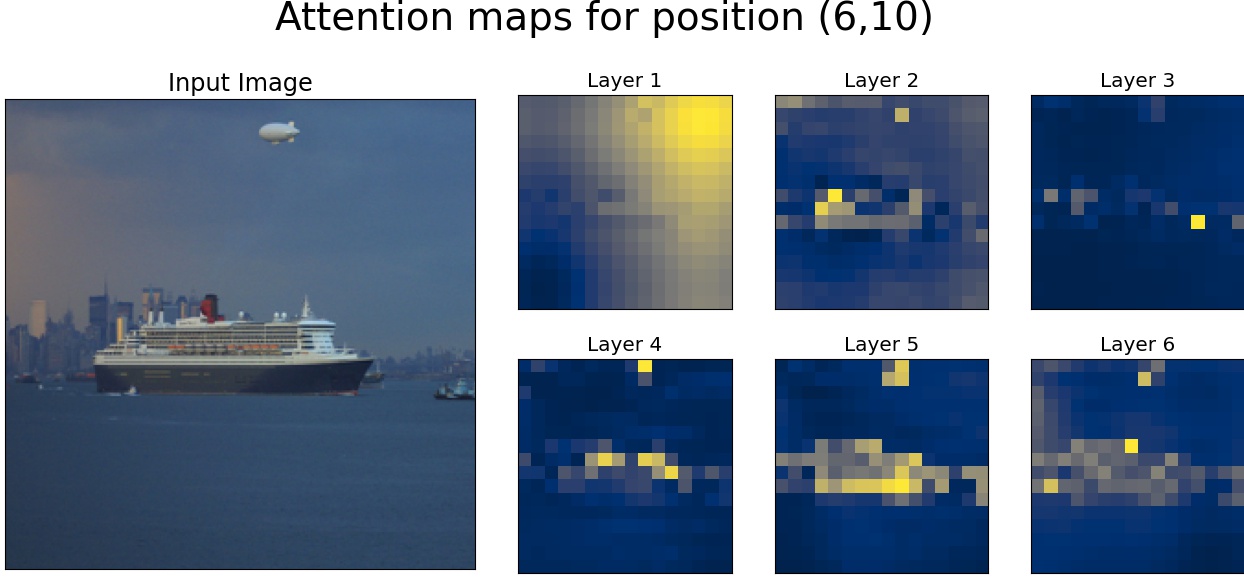 Attention maps for position (6,10)
Input Image
Layer 1
Layer 2
Layer 3
Layer 4
Layer 5
Layer 6